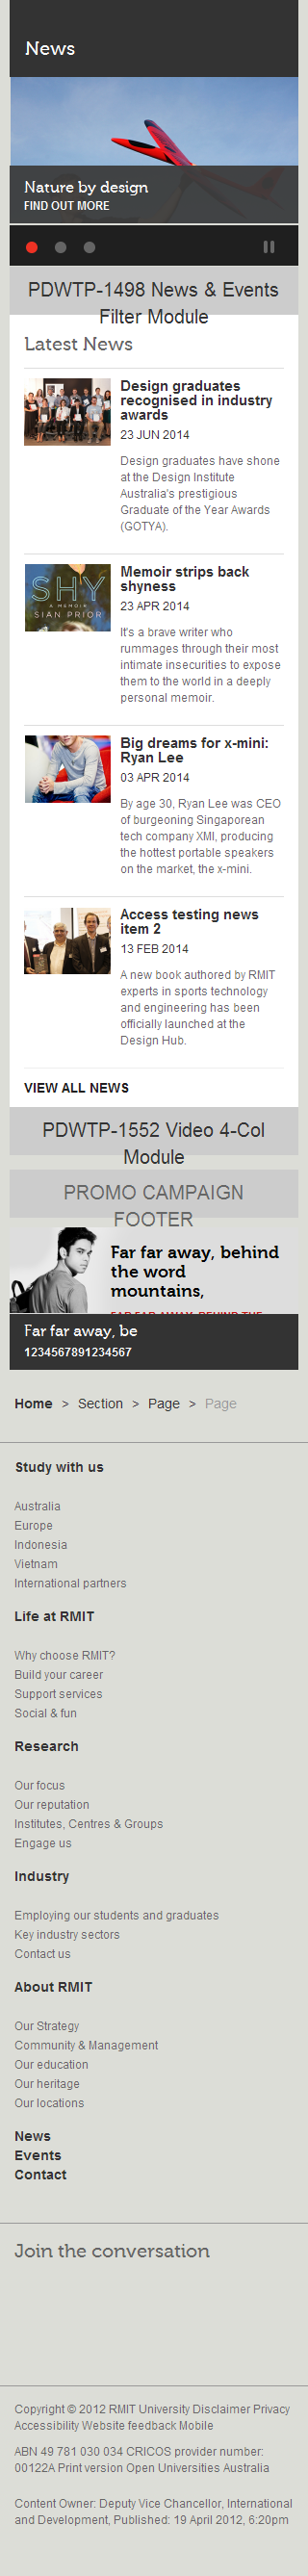 News
Nature by design
FIND OUT MORE
PDWTP-1498 News & Events
Filter Module
Latest News
Design graduates
recognised in industry
awards
23 JUN 2014
Design graduates have shone
at the Design Institute
Australia's prestigious
Graduate of the Year Awards
(GOTYA).
SHY
A MEMOIR
SIAN PRIOR
Memoir strips back
shyness
23 APR 2014
It's a brave writer who
rummages through their most
intimate insecurities to expose
them to the world in a deeply
personal memoir.
Big dreams for x-mini:
Ryan Lee
03 APR 2014
By age 30, Ryan Lee was CEO
of burgeoning Singaporean
tech company XMI, producing
the hottest portable speakers
on the market, the x-mini.
Access testing news
item 2
13 FEB 2014
A new book authored by RMIT
experts in sports technology
and engineering has been
officially launched at the
Design Hub.
VIEW ALL NEWS
PDWTP-1552 Video 4-Col
Module
PROMO CAMPAIGN
FOOTER
Far far away, behind
the word
mountains,
FAR FAR AWAY, BEHIND THE
Far far away, be
1234567891234567
Home > Section > Page > Page
Study with us
Australia
Europe
Indonesia
Vietnam
International partners
Life at RMIT
Why choose RMIT?
Build your career
Support services
Social & fun
Research
Our focus
Our reputation
Institutes, Centres & Groups
Engage us
Industry
Employing our students and graduates
Key industry sectors
Contact us
About RMIT
Our Strategy
Community & Management
Our education
Our heritage
Our locations
News
Events
Contact
Join the conversation
Copyright © 2012 RMIT University Disclaimer Privacy
Accessibility Website feedback Mobile
ABN 49 781 030 034 CRICOS provider number:
00122A Print version Open Universities Australia
Content Owner: Deputy Vice Chancellor, International
and Development, Published: 19 April 2012, 6:20pm